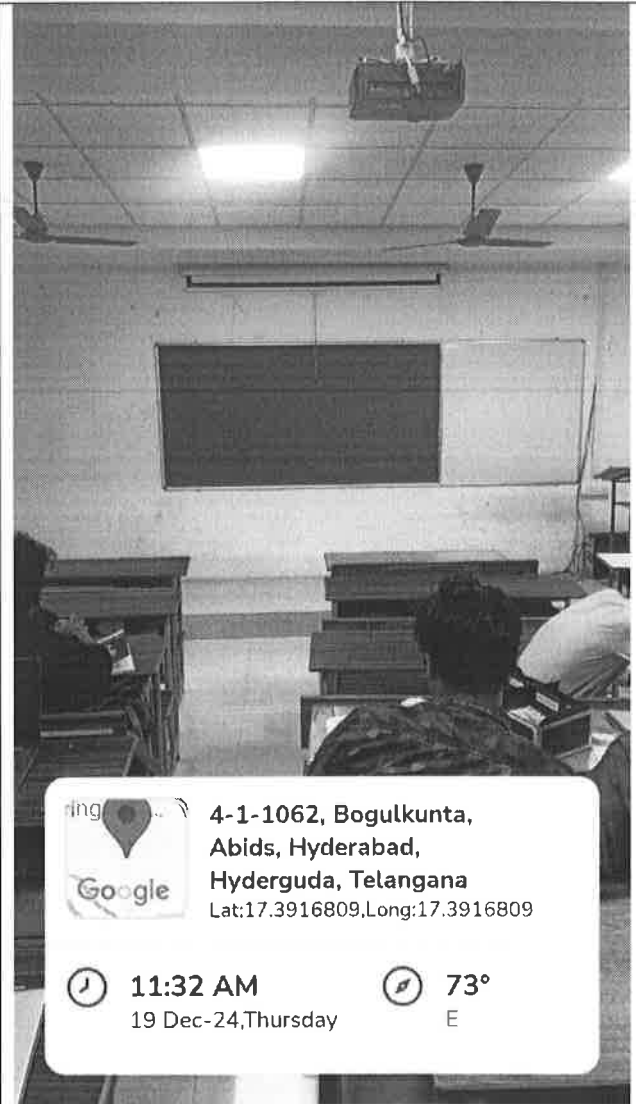 4-1-1062, Bogulkunta,
Abids, Hyderabad,
Hyderguda, Telangana
Lat:17.3916809,Long:17.3916809
Google
11:32 AM
19 Dec-24,Thursday
73°
E